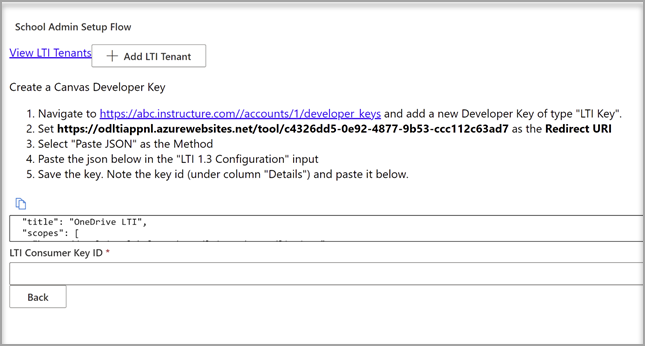 School Admin Setup Flow
View LTI Tenants + Add LTI Tenant
Create a Canvas Developer Key
1. Navigate to https://abc.instructure.com//accounts/1/developer_keys and add a new Developer Key of type "LTI Key".
2. Set https://odltiappnl.azurewebsites.net/tool/c4326dd5-0e92-4877-9b53-ccc112c63ad7 as the Redirect URI
3. Select "Paste JSON" as the Method
4. Paste the json below in the "LTI 1.3 Configuration" input
5. Save the key. Note the key id (under column "Details") and paste it below.
"title": "OneDrive LTI",
"scopes": [
LTI Consumer Key ID *
Back